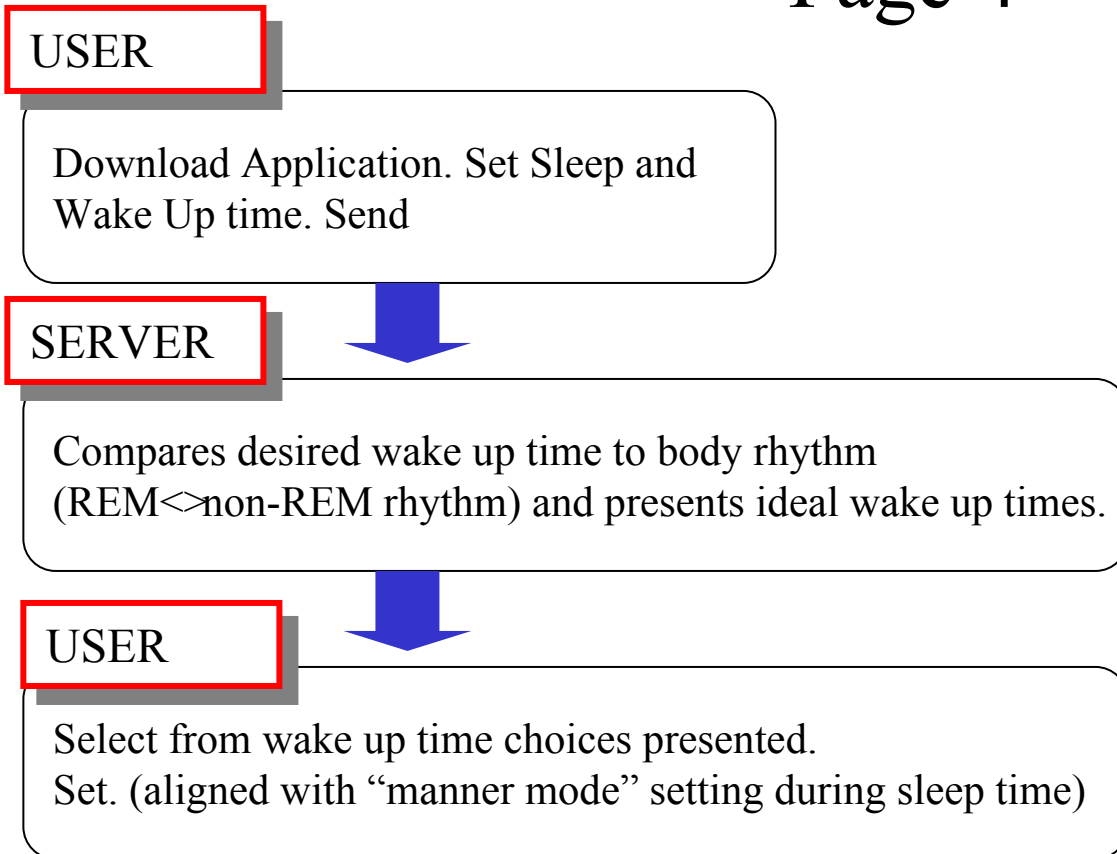 Page 4
USER
Download Application. Set Sleep and
Wake Up time. Send
SERVER
Compares desired wake up time to body rhythm
(REM<>non-REM rhythm) and presents ideal wake up times.
USER
Select from wake up time choices presented.
Set. (aligned with “manner mode” setting during sleep time)